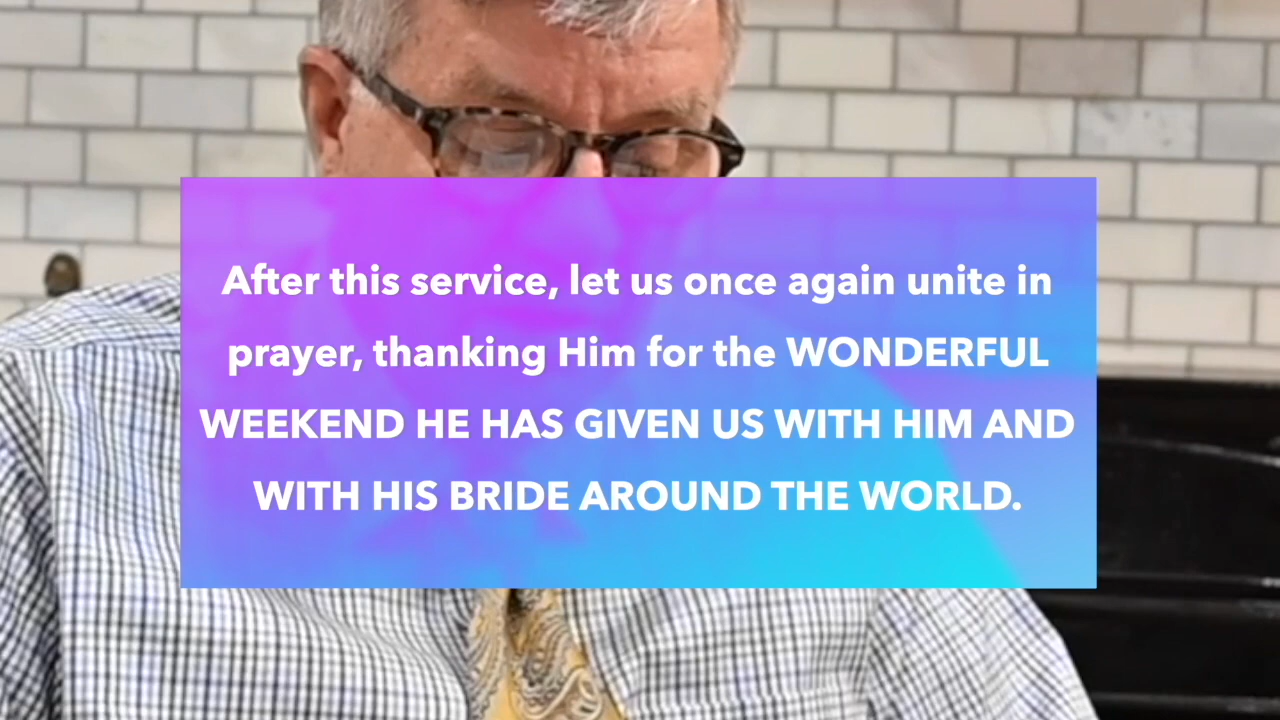 After this service, let us once again unite in
prayer, thanking Him for the WONDERFUL
WEEKEND HE HAS GIVEN US WITH HIM AND
WITH HIS BRIDE AROUND THE WORLD.